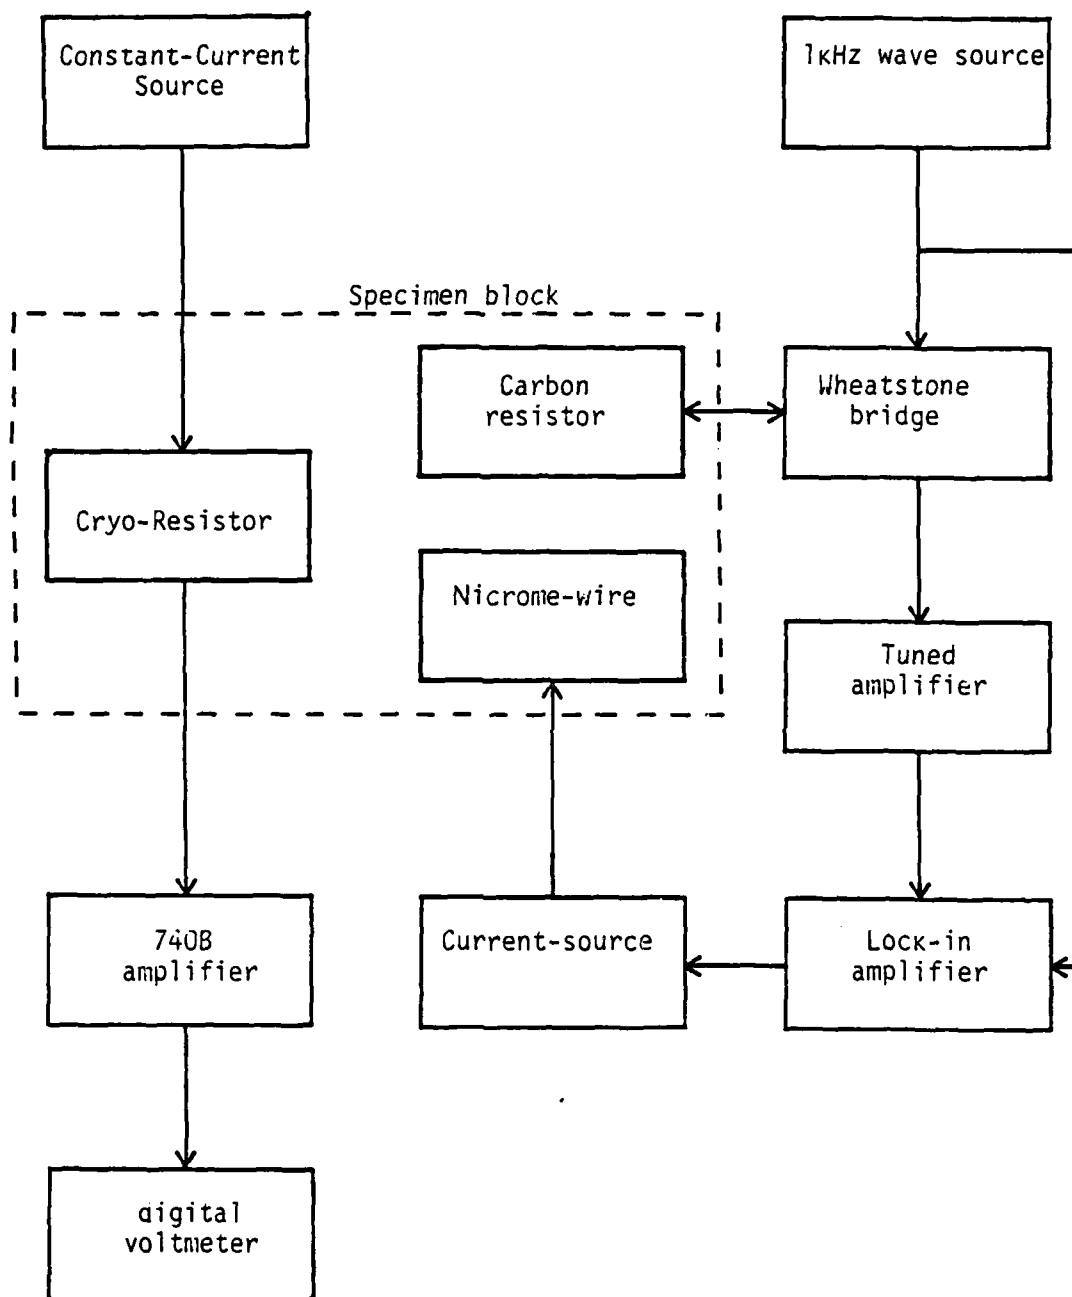 Constant-Current
Source
1kHz wave source
Specimen block
Carbon
resistor
Wheatstone
bridge
Cryo-Resistor
Nicrome-wire
Tuned
amplifier
740B
amplifier
Current-source
Lock-in
amplifier
digital
voltmeter